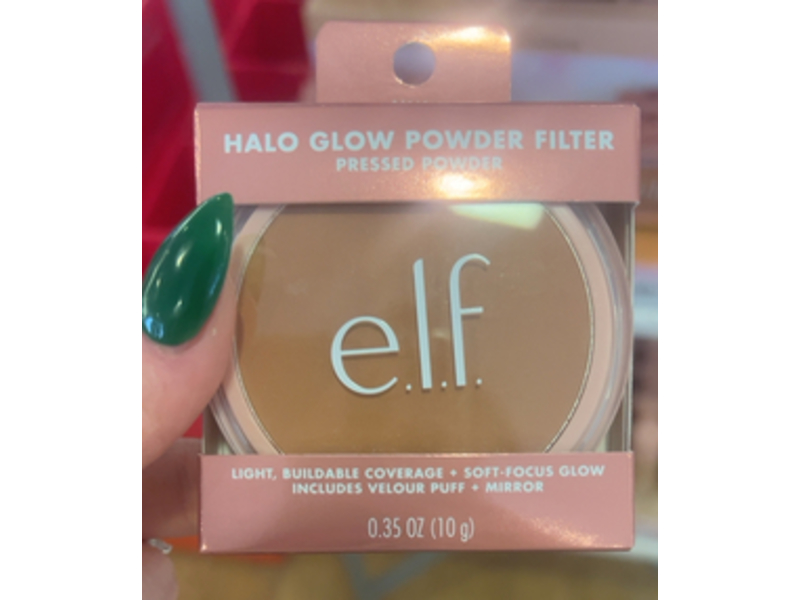 HALO GLOW POWDER FILTER
PRESSED POWDER
e.l.f.
LIGHT, BUILDABLE COVERAGE + SOFT-FOCUS GLOW
INCLUDES VELOUR PUFF + MIRROR
0.35 OZ (10 g)